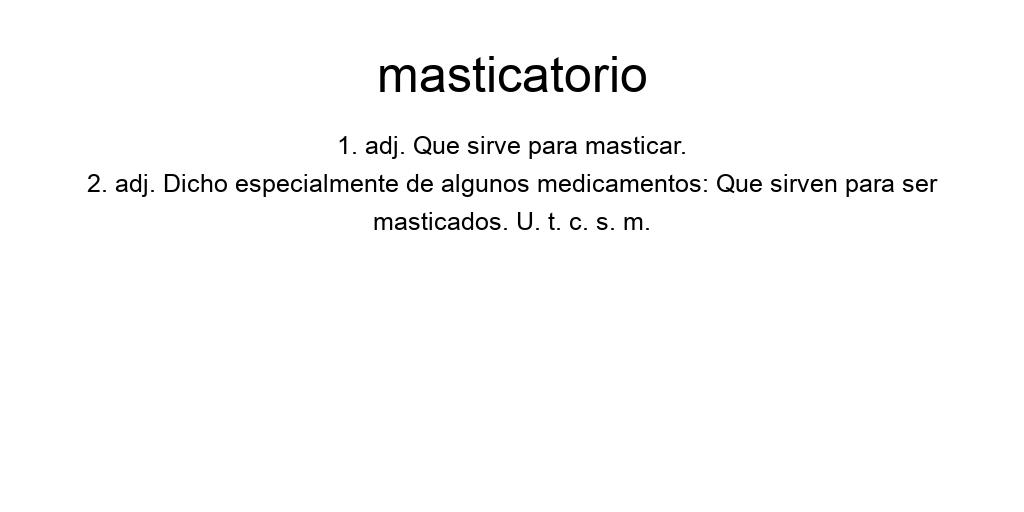 masticatorio
1. adj. Que sirve para masticar.
2. adj. Dicho especialmente de algunos medicamentos: Que sirven para ser
masticados. U. t. c. s. m.